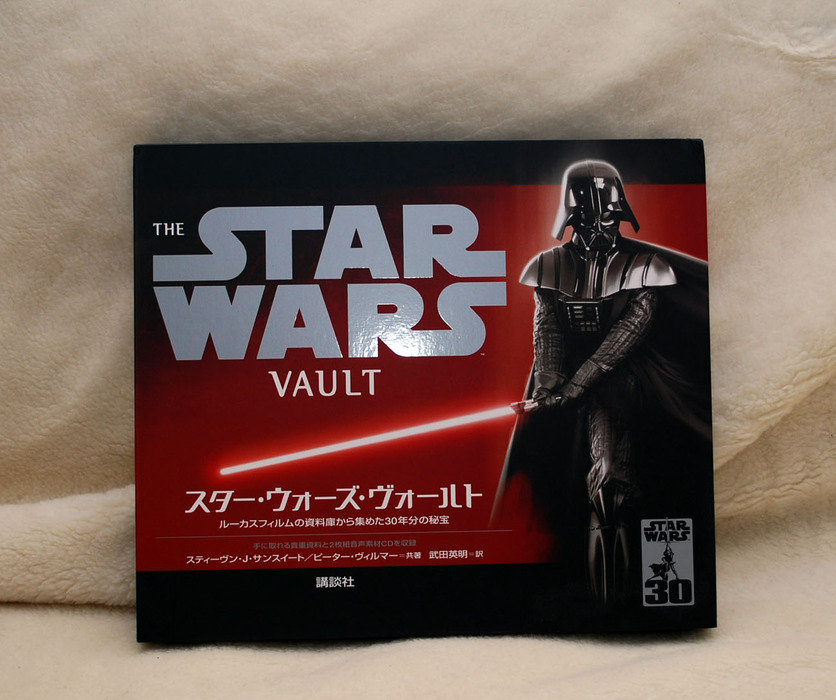 THE
STAR
WARS
VAULT
スター・ウォーズ・ヴォールト
ルーカスフィルムの資料庫から集めた30年分の秘宝
手に取れる貴重資料と2枚組音声素材CDを収録
スティーヴン・J・サンスイート／ピーター・ヴィルマー＝共著 武田英明＝訳
講談社
STAR
WARS
30